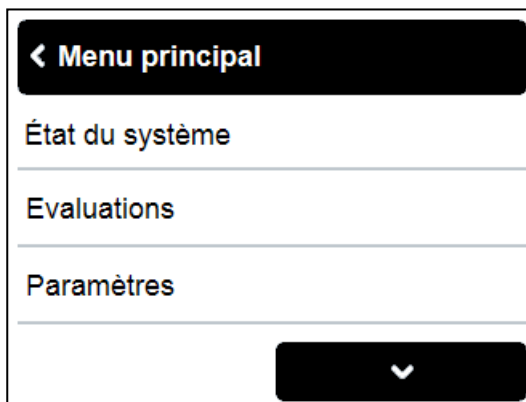 Menu principal
État du système
Evaluations
Paramètres